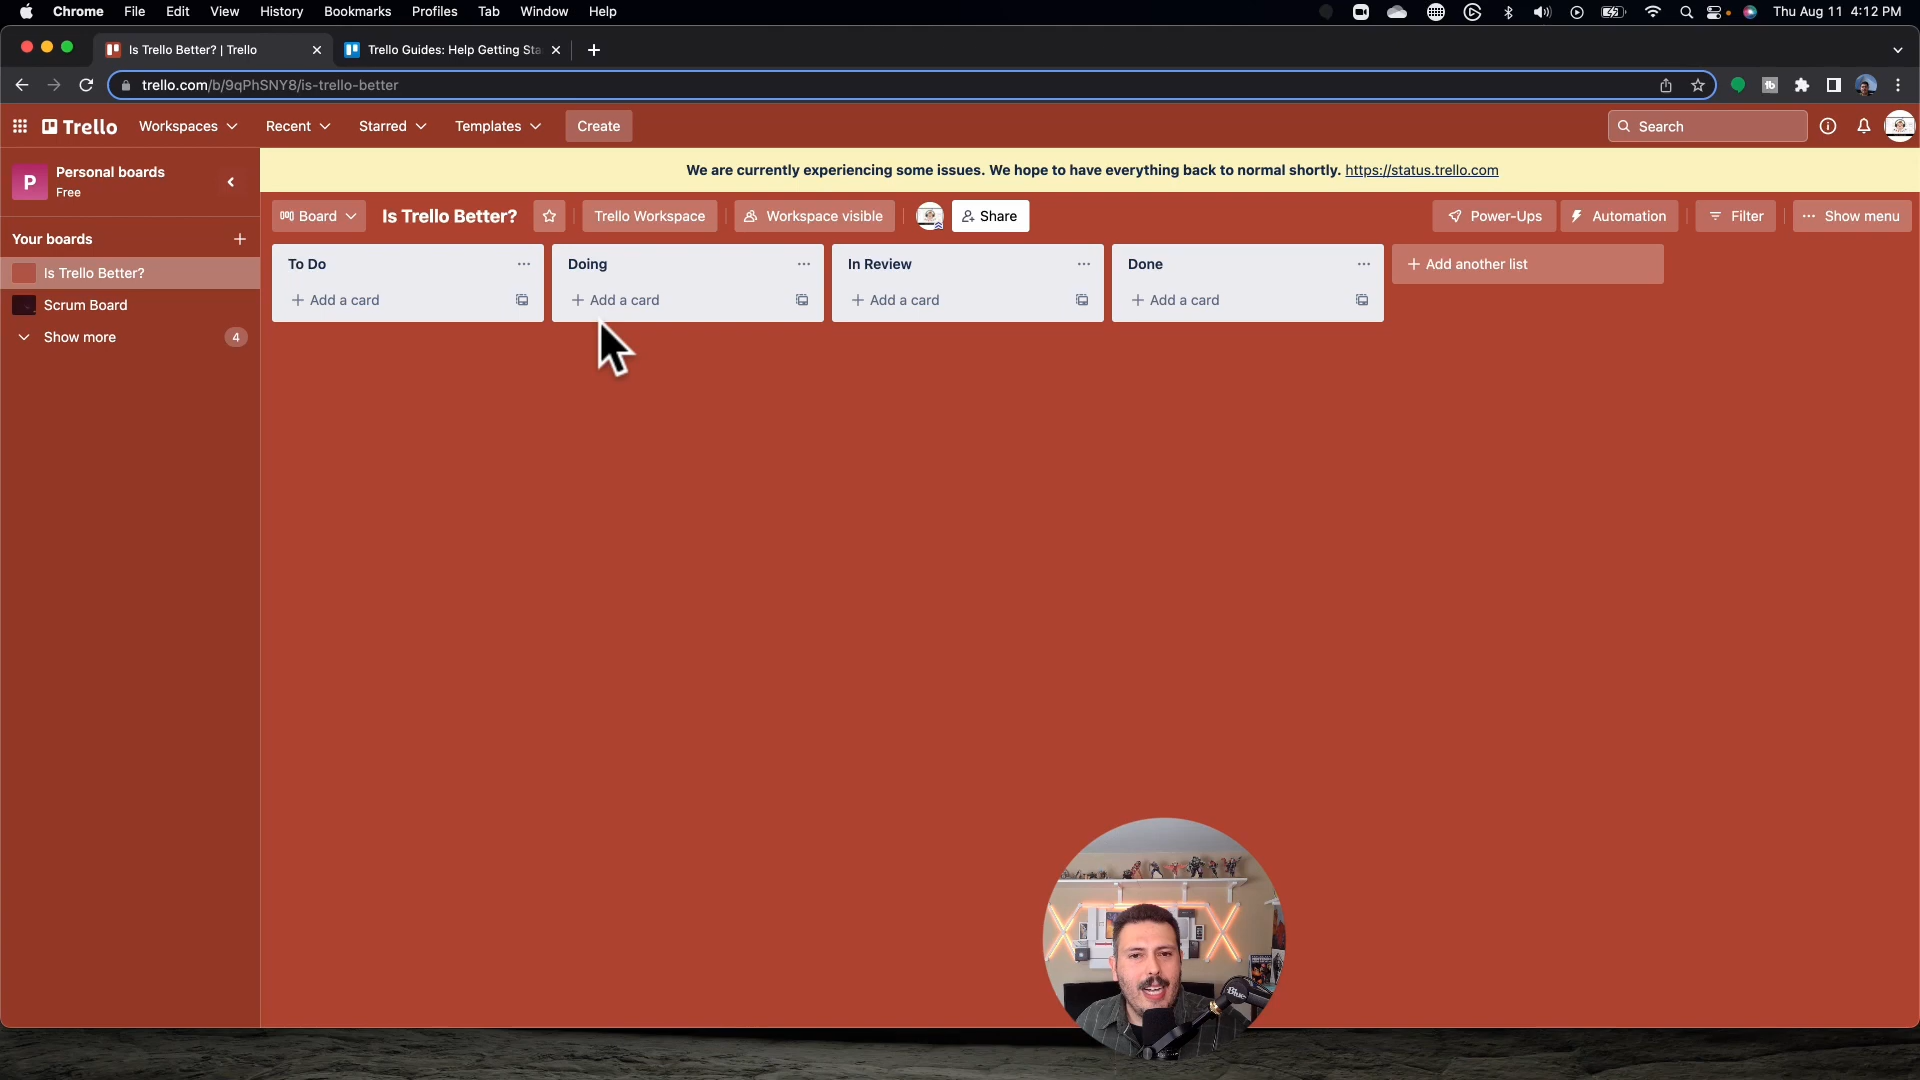 Chrome File Edit View History Bookmarks Profiles Tab Window Help Thu Aug 11 4:12 PM
Is Trello Better? | Trello Trello Guides: Help Getting Sta
trello.com/b/9qPhSNY8/is-trello-better
Trello Workspaces Recent Starred Templates Create Search
P Personal boards
Free
We are currently experiencing some issues. We hope to have everything back to normal shortly. https://status.trello.com
Board Is Trello Better? Trello Workspace Workspace visible Share Power-Ups Automation Filter ... Show menu
Your boards
Is Trello Better?
Scrum Board
Show more 4
To Do Doing In Review Done + Add another list
+ Add a card + Add a card + Add a card + Add a card
Blue